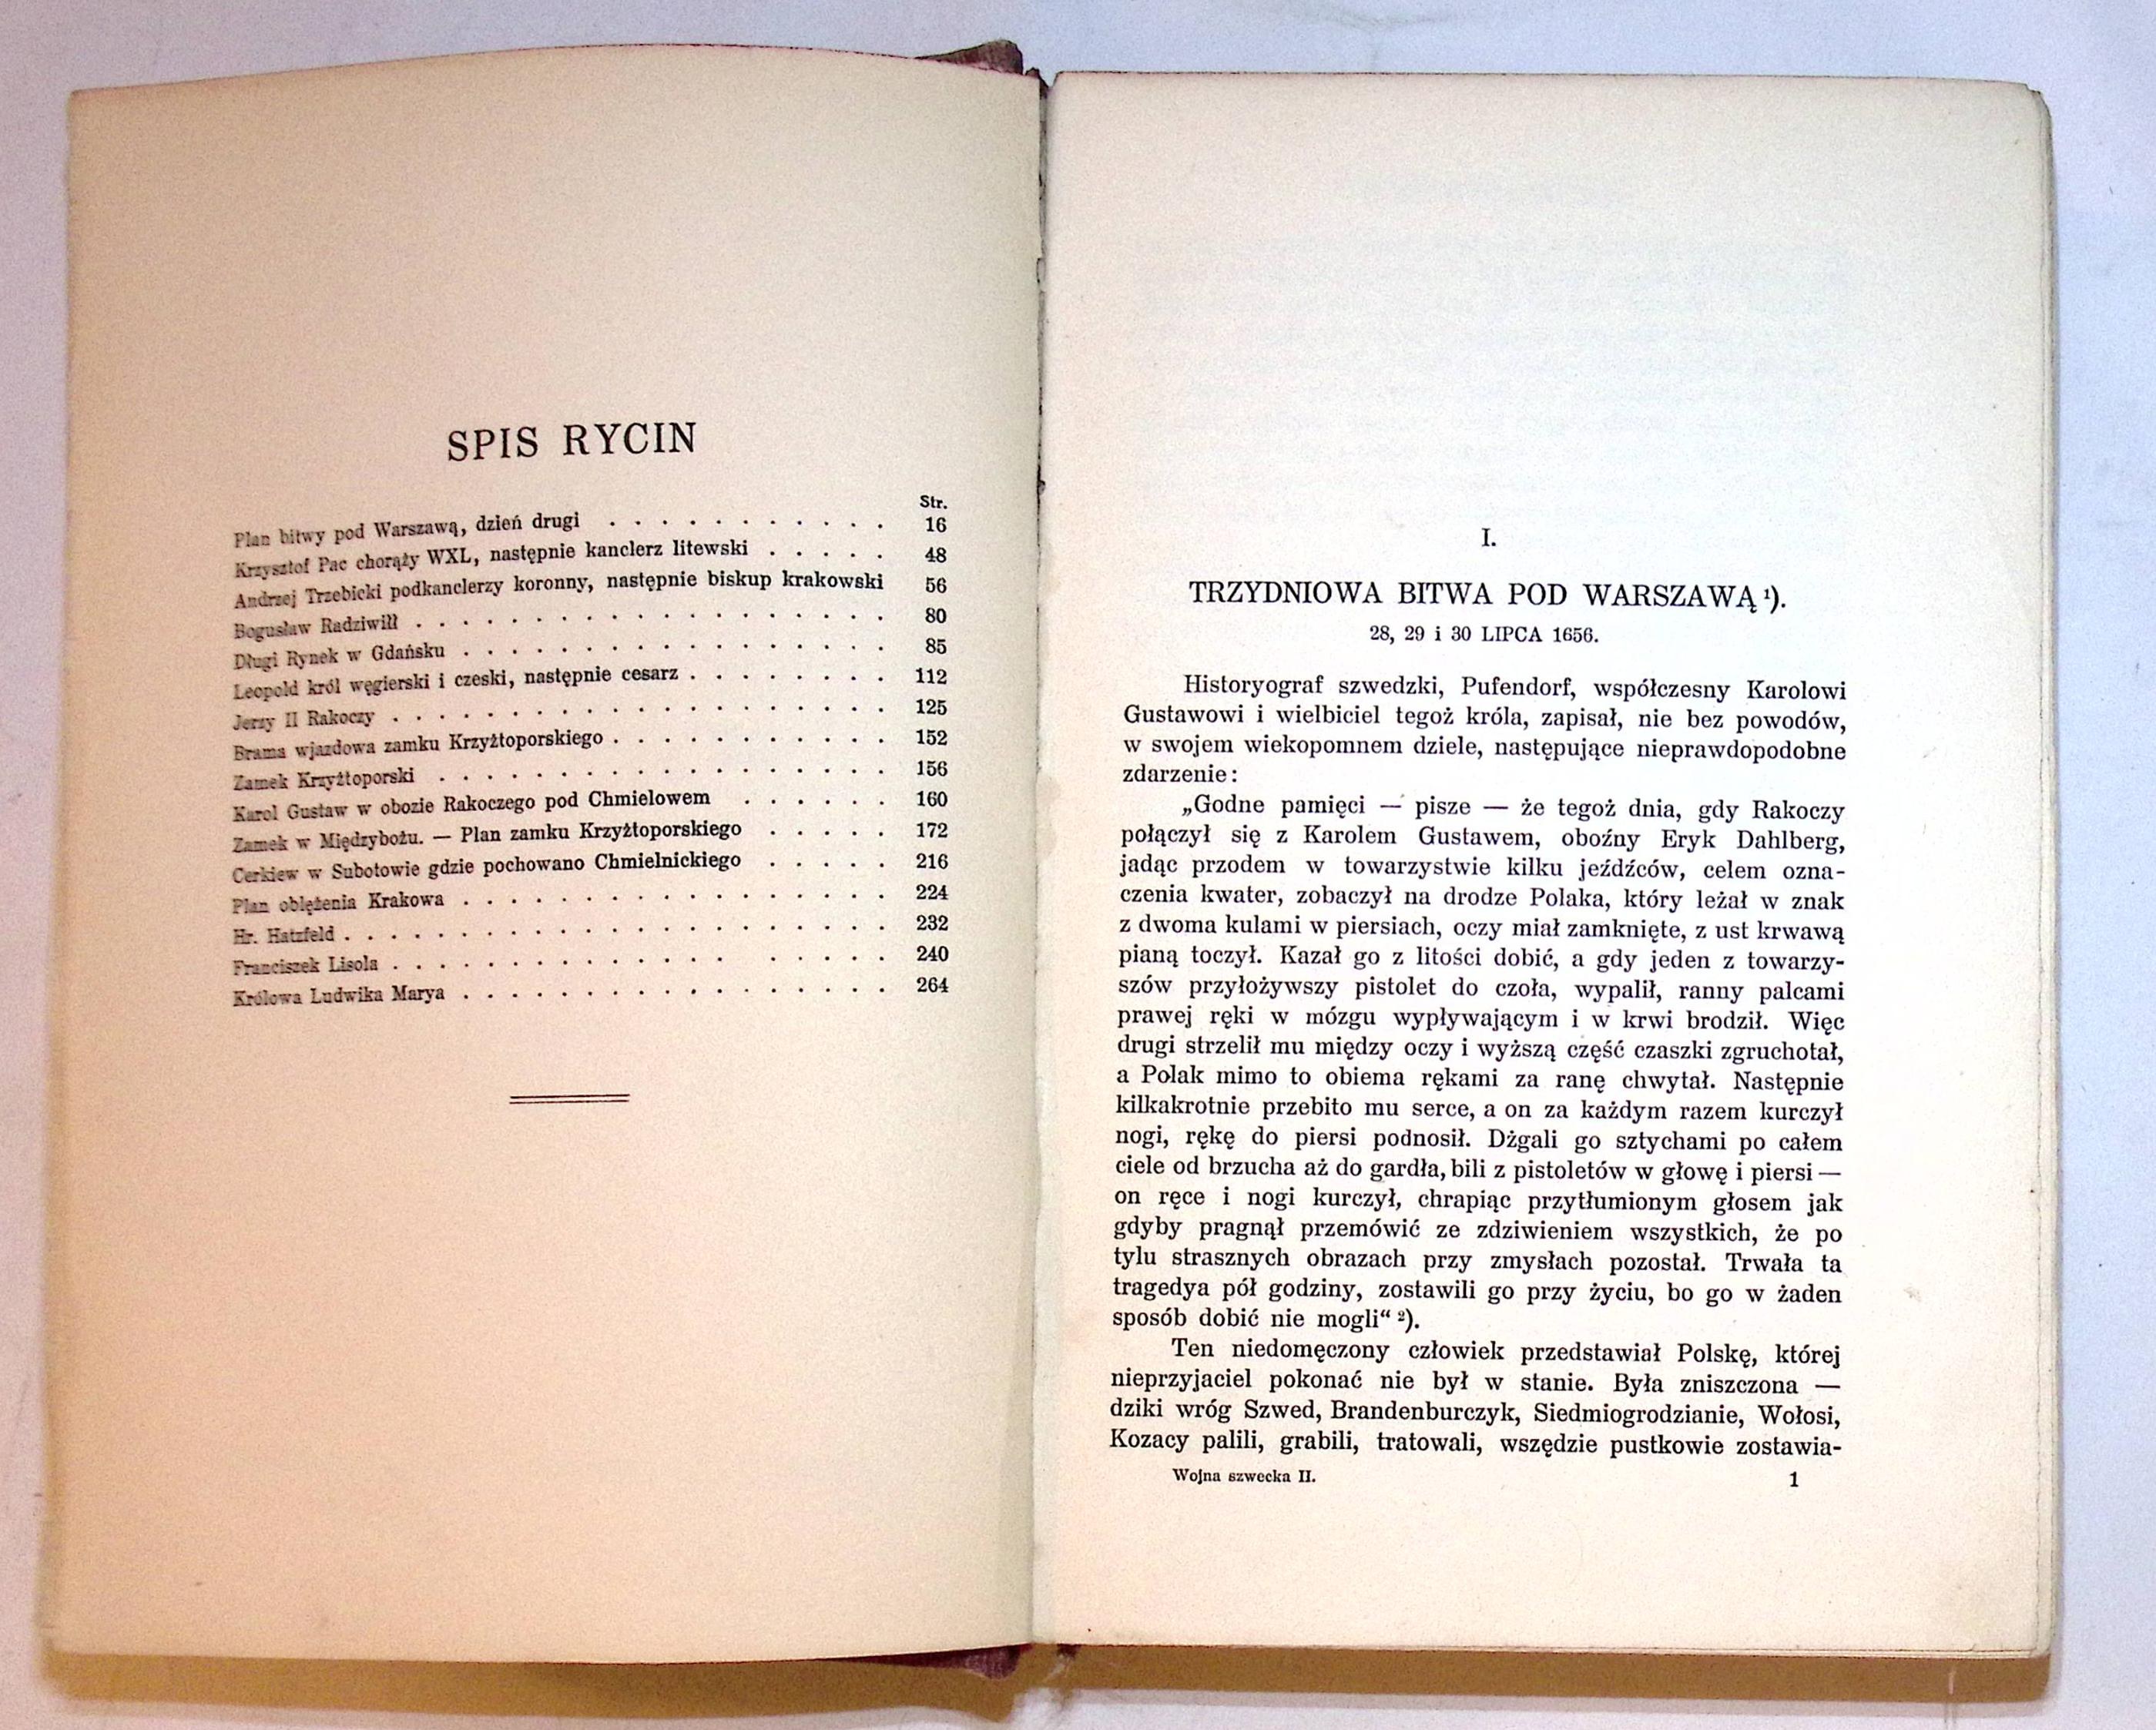 SPIS RYCIN
Str.
Plan bitwy pod Warszawą, dzień drugi . . . . . . . . . . . 16
Krzysztof Pac chorąży WXL, następnie kanclerz litewski . . . . . 48
Andrzej Trzebicki podkanclerzy koronny, następnie biskup krakowski 56
Bogusław Radziwiłł . . . . . . . . . . . . . . . . . 80
Długi Rynek w Gdańsku . . . . . . . . . . . . . . . 85
Leopold król węgierski i czeski, następnie cesarz . . . . . . . . 112
Jerzy II Rakoczy . . . . . . . . . . . . . . . . . . 125
Brama wjazdowa zamku Krzyżtoporskiego . . . . . . . . . . 152
Zamek Krzyżtoporski . . . . . . . . . . . . . . . 156
Karol Gustaw w obozie Rakoczego pod Chmielowem . . . . . . 160
Zamek w Międzybożu. — Plan zamku Krzyżtoporskiego . . . . . 172
Cerkiew w Subotowie gdzie pochowano Chmielnickiego . . . . . 216
Plan oblężenia Krakowa . . . . . . . . . . . . . . . 224
Hr. Hatzfeld . . . . . . . . . . . . . . . . . . . 232
Franciszek Lisola . . . . . . . . . . . . . . . . . 240
Królowa Ludwika Marya . . . . . . . . . . . . . . . 264
I.
TRZYDNIOWA BITWA POD WARSZAWĄ ¹).
28, 29 i 30 LIPCA 1656.
Historyograf szwedzki, Pufendorf, współczesny Karolowi
Gustawowi i wielbiciel tegoż króla, zapisał, nie bez powodów,
w swojem wiekopomnem dziele, następujące nieprawdopodobne
zdarzenie:
„Godne pamięci — pisze — że tegoż dnia, gdy Rakoczy
połączył się z Karolem Gustawem, oboźny Eryk Dahlberg,
jadąc przodem w towarzystwie kilku jeźdźców, celem ozna-
czenia kwater, zobaczył na drodze Polaka, który leżał w znak
z dwoma kulami w piersiach, oczy miał zamknięte, z ust krwawą
pianą toczył. Kazał go z litości dobić, a gdy jeden z towarzy-
szów przyłożywszy pistolet do czoła, wypalił, ranny palcami
prawej ręki w mózgu wypływającym i w krwi brodził. Więc
drugi strzelił mu między oczy i wyższą część czaszki zgruchotał,
a Polak mimo to obiema rękami za ranę chwytał. Następnie
kilkakrotnie przebito mu serce, a on za każdym razem kurczył
nogi, rękę do piersi podnosił. Dżgali go sztychami po całem
ciele od brzucha aż do gardła, bili z pistoletów w głowę i piersi —
on ręce i nogi kurczył, chrapiąc przytłumionym głosem jak
gdyby pragnął przemówić ze zdziwieniem wszystkich, że po
tylu strasznych obrazach przy zmysłach pozostał. Trwała ta
tragedya pół godziny, zostawili go przy życiu, bo go w żaden
sposób dobić nie mogli“ ²).
Ten niedomęczony człowiek przedstawiał Polskę, której
nieprzyjaciel pokonać nie był w stanie. Była zniszczona —
dziki wróg Szwed, Brandenburczyk, Siedmiogrodzianie, Wołosi,
Kozacy palili, grabili, tratowali, wszędzie pustkowie zostawia-
Wojna szwecka II. 1